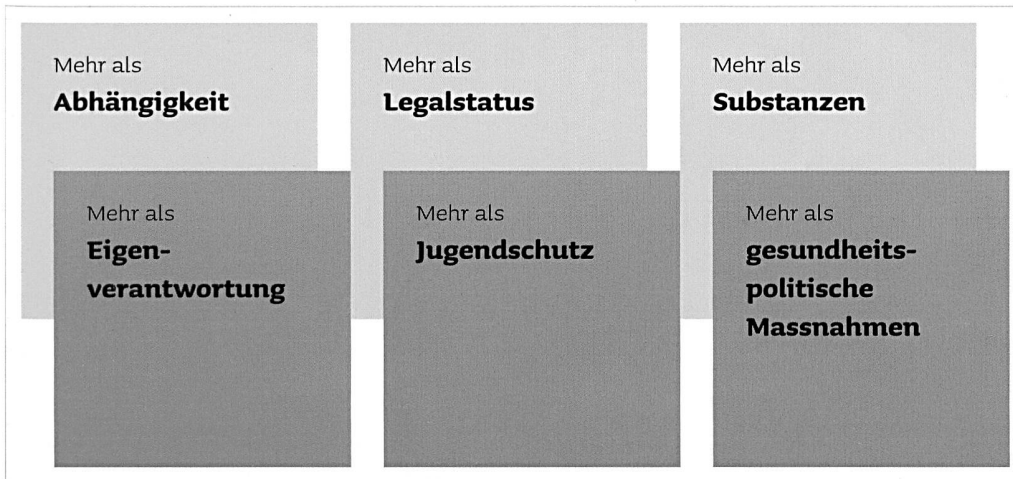 Mehr als
Abhängigkeit
Mehr als
Legalstatus
Mehr als
Substanzen
Mehr als
Eigen-
verantwortung
Mehr als
Jugendschutz
Mehr als
gesundheits-
politische
Massnahmen